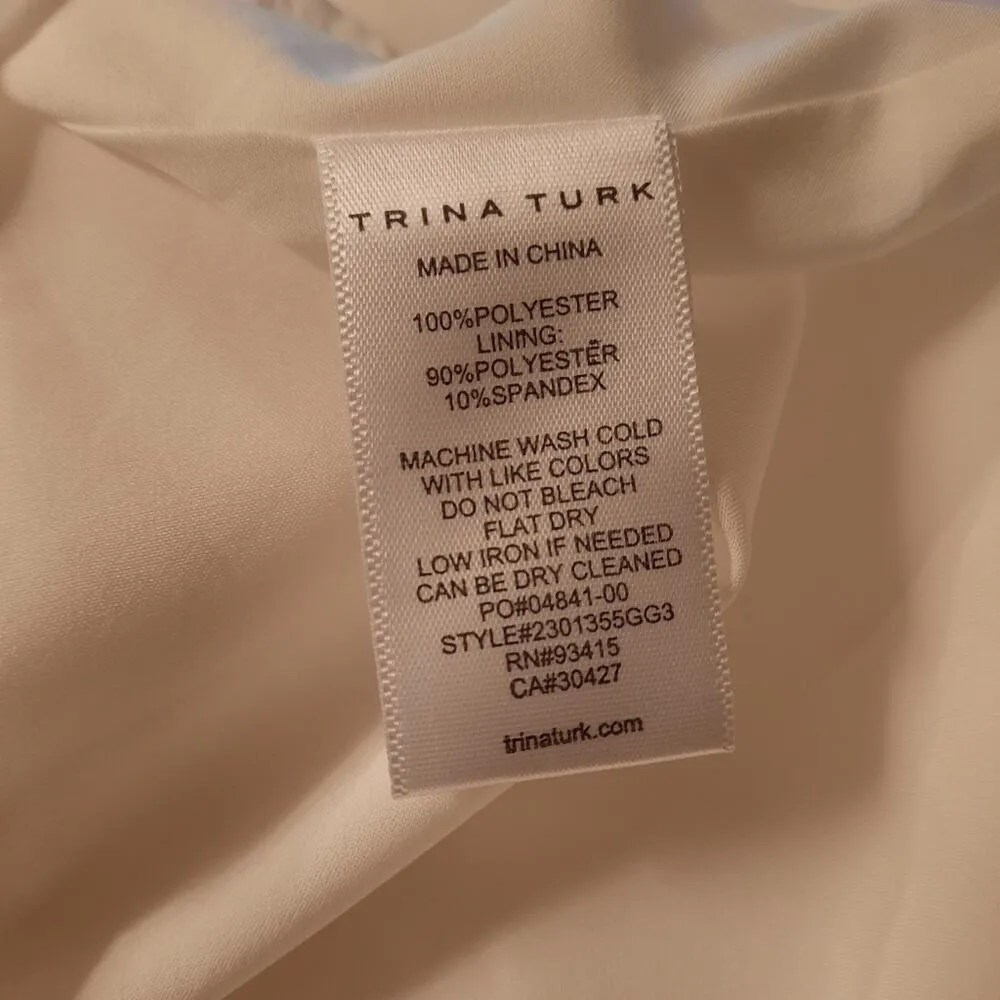 TRINA TURK
MADE IN CHINA
100%POLYESTER
LINING:
90%POLYESTER
10%SPANDEX
MACHINE WASH COLD
WITH LIKE COLORS
DO NOT BLEACH
FLAT DRY
LOW IRON IF NEEDED
CAN BE DRY CLEANED
PO#04841-00
STYLE#2301355GG3
RN#93415
CA#30427
trinaturk.com